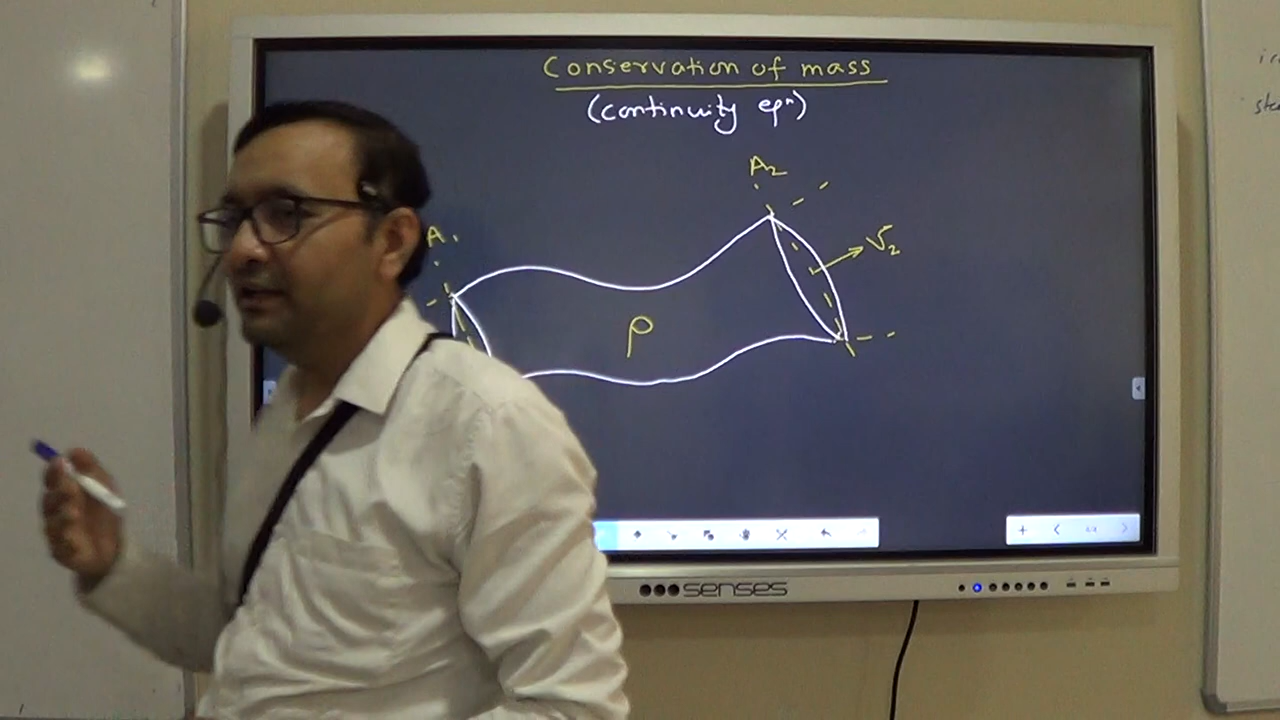 Conservation of mass
(continuity eqⁿ)
A₂
A₁
V₂
ρ
senses